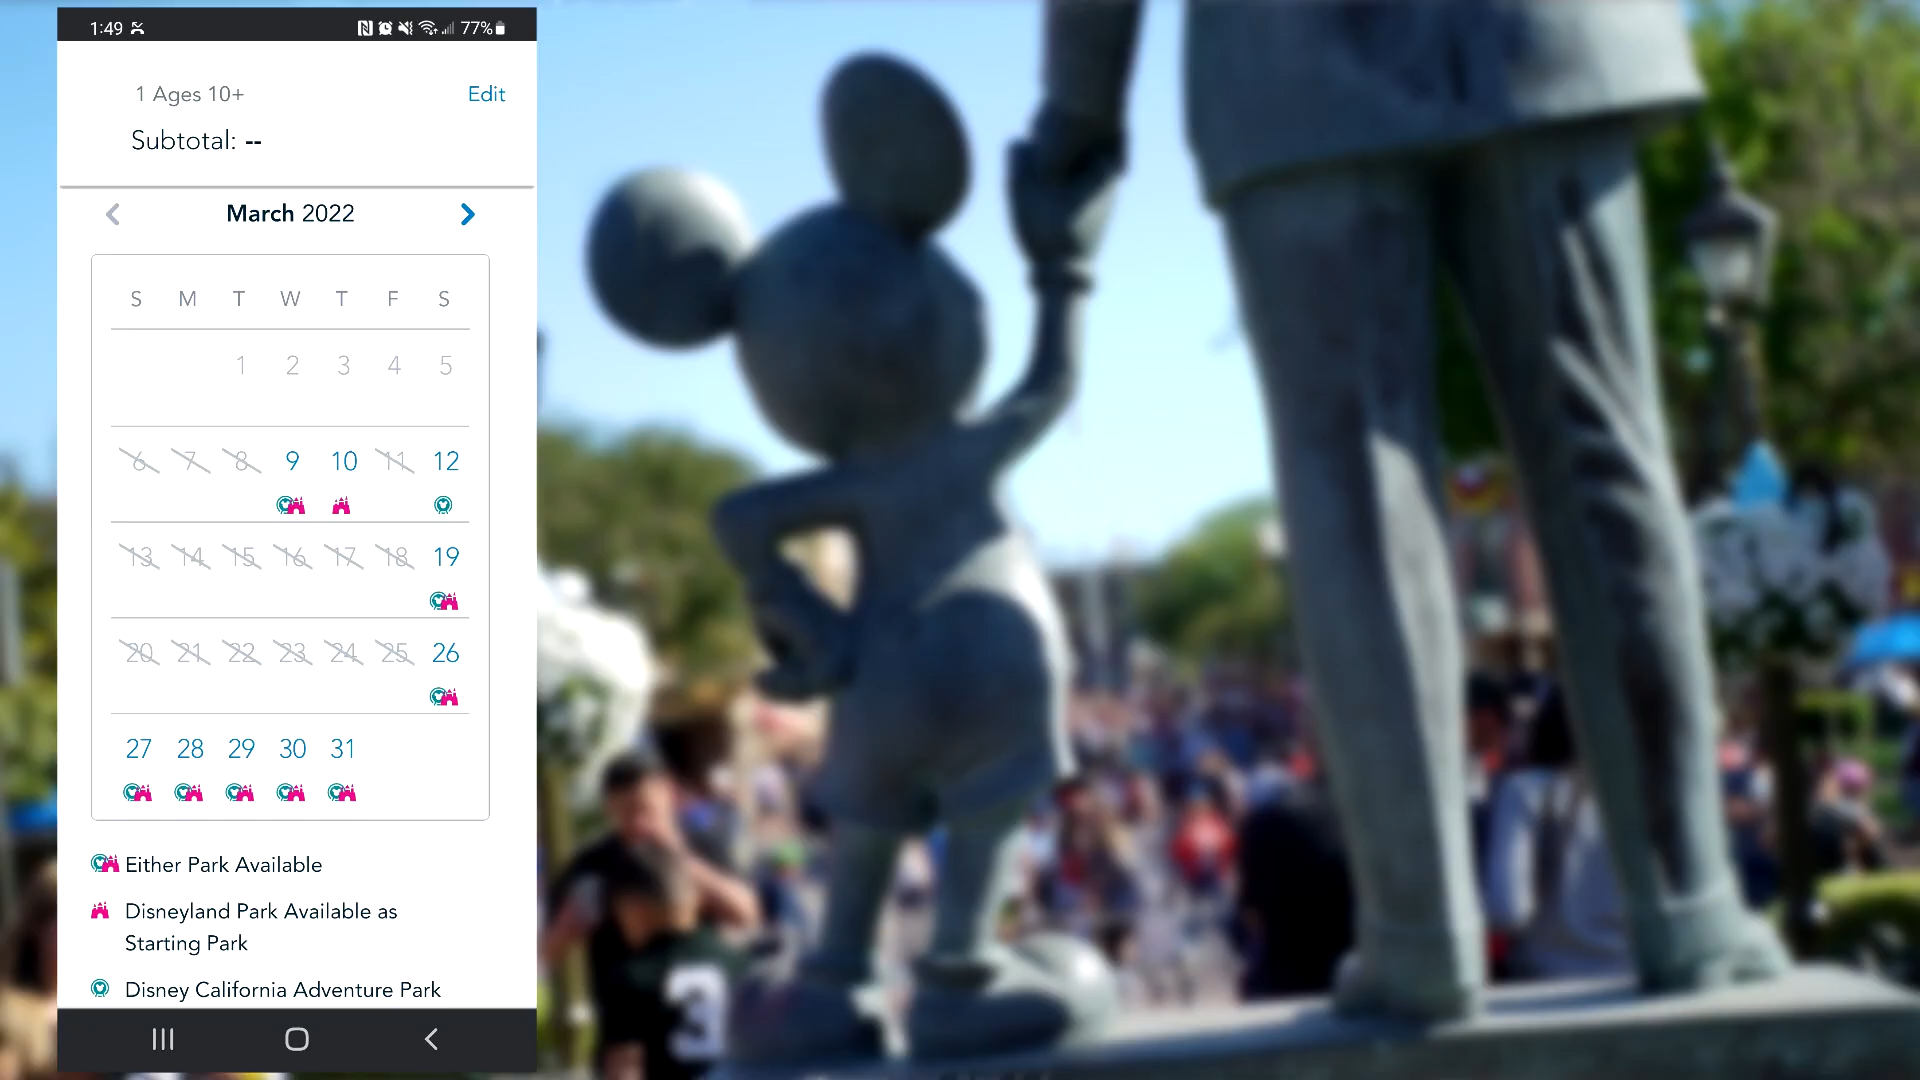 1:49 77%
1 Ages 10+ Edit
Subtotal: --
March 2022
S M T W T F S
1 2 3 4 5
6 7 8 9 10 11 12
13 14 15 16 17 18 19
20 21 22 23 24 25 26
27 28 29 30 31
Either Park Available
Disneyland Park Available as
Starting Park
Disney California Adventure Park
3